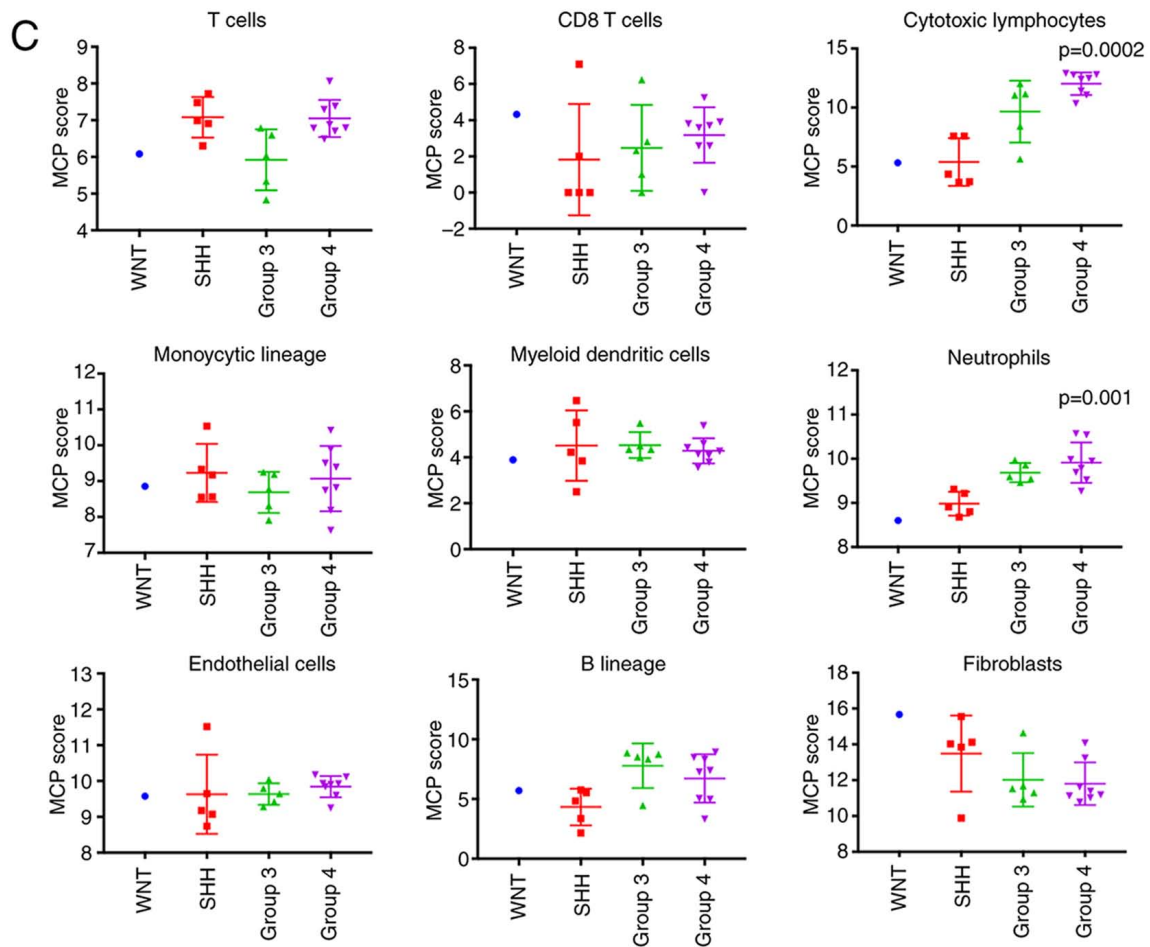 C
T cells
MCP score
9
8
7
6
5
4
WNT
SHH
Group 3
Group 4
CD8 T cells
MCP score
8
6
4
2
0
−2
WNT
SHH
Group 3
Group 4
Cytotoxic lymphocytes
p=0.0002
MCP score
15
10
5
0
WNT
SHH
Group 3
Group 4
Monoycytic lineage
MCP score
12
11
10
9
8
7
WNT
SHH
Group 3
Group 4
Myeloid dendritic cells
MCP score
8
6
4
2
0
WNT
SHH
Group 3
Group 4
Neutrophils
p=0.001
MCP score
12
11
10
9
8
WNT
SHH
Group 3
Group 4
Endothelial cells
MCP score
13
12
11
10
9
8
WNT
SHH
Group 3
Group 4
B lineage
MCP score
15
10
5
0
WNT
SHH
Group 3
Group 4
Fibroblasts
MCP score
18
16
14
12
10
8
WNT
SHH
Group 3
Group 4